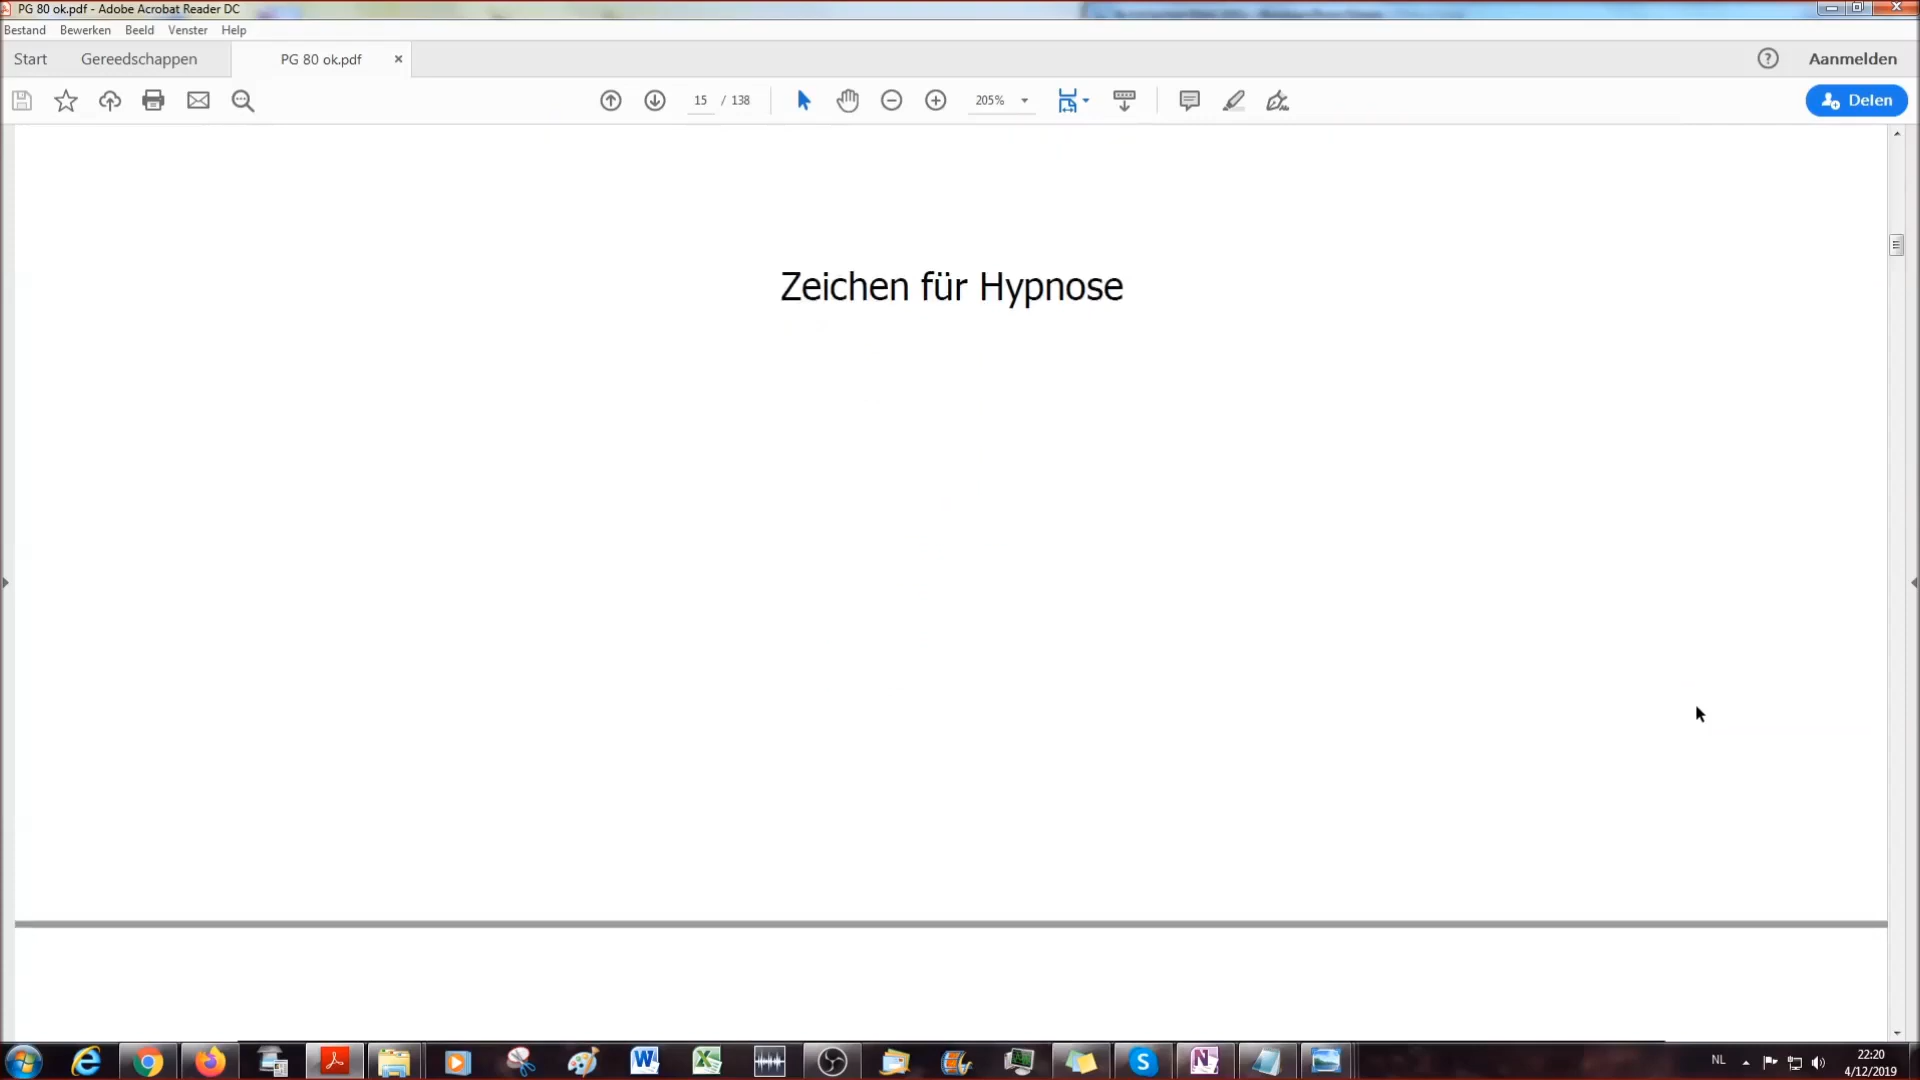 PG 80 ok.pdf - Adobe Acrobat Reader DC
Bestand Bewerken Beeld Venster Help
Start Gereedschappen PG 80 ok.pdf Aanmelden
15 / 138 205% Delen
Zeichen für Hypnose
NL 22:20
4/12/2019